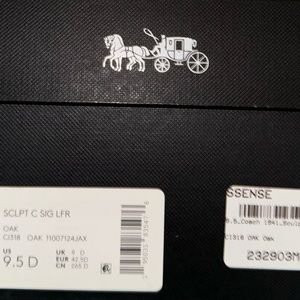 SCLPT C SIG LFR
OAK
CI318 OAK 11007124JAX
US
9.5 D
UK 9 D
EUR 42.5D
CN 265 D
SSENSE
CI318 OAK Oak
232903M